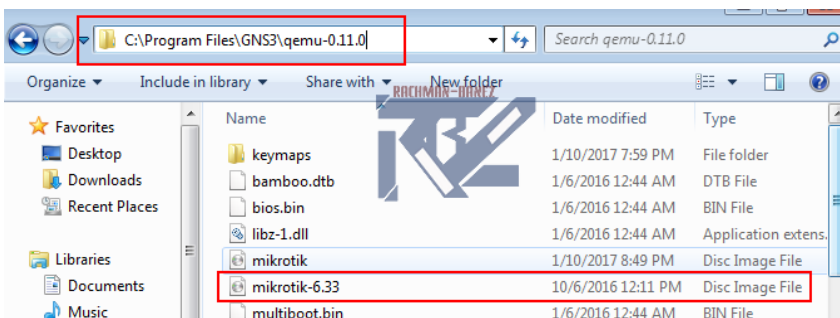 C:\Program Files\GNS3\qemu-0.11.0 Search qemu-0.11.0
Organize Include in library Share with New folder
Favorites
Desktop
Downloads
Recent Places
Libraries
Documents
Music
Name Date modified Type
keymaps 1/10/2017 7:59 PM File folder
bamboo.dtb 1/6/2016 12:44 AM DTB File
bios.bin 1/6/2016 12:44 AM BIN File
libz-1.dll 1/6/2016 12:44 AM Application extens.
mikrotik 1/10/2017 8:49 PM Disc Image File
mikrotik-6.33 10/6/2016 12:11 PM Disc Image File
multiboot.bin 1/6/2016 12:44 AM BIN File